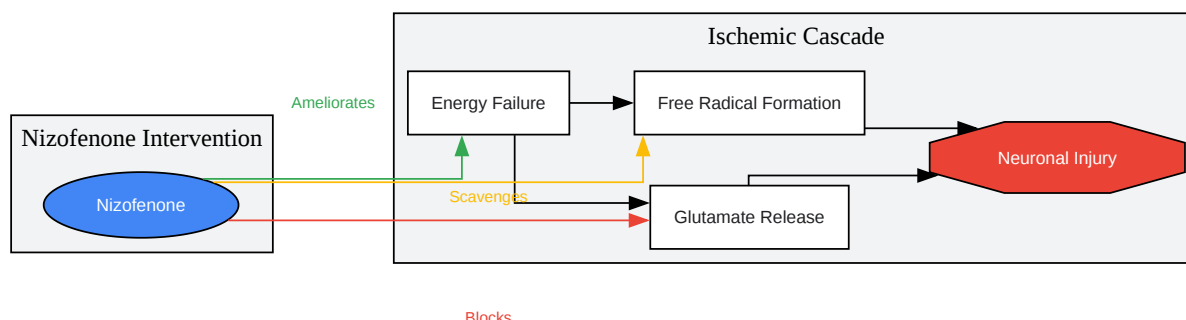 Ischemic Cascade
Energy Failure
Free Radical Formation
Ameliorates
Nizofenone Intervention
Neuronal Injury
Nizofenone
Scavenges
Glutamate Release
Blocks